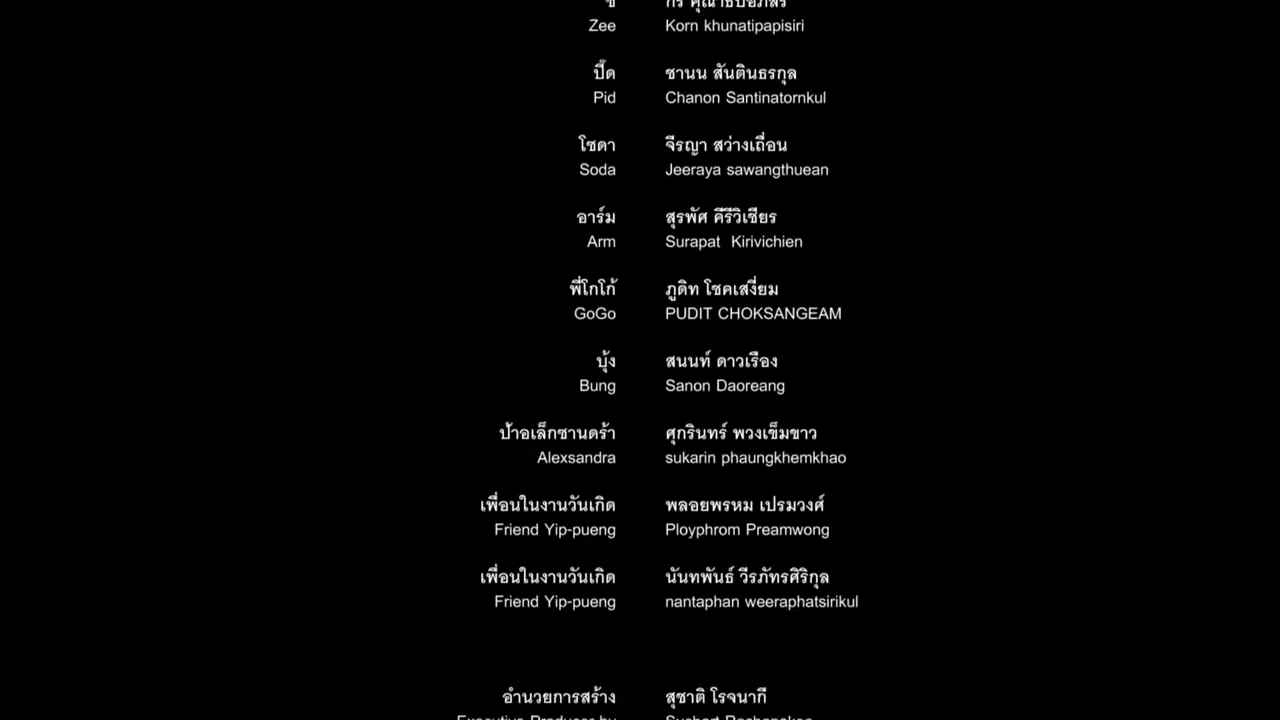 Zee Korn khunatipapisiri
ปี๊ด ชานน สันตินธรกุล
Pid Chanon Santinatornkul
โซดา จีรญา สว่างเถื่อน
Soda Jeeraya sawangthuean
อาร์ม สุรพัศ คีรีวิเชียร
Arm Surapat Kirivichien
พี่โกโก้ ภูดิท โชคเสงี่ยม
GoGo PUDIT CHOKSANGEAM
บุ้ง สนนท์ ดาวเรือง
Bung Sanon Daoreang
ป้าอเล็กซานดร้า ศุกรินทร์ พวงเข็มขาว
Alexsandra sukarin phaungkhemkhao
เพื่อนในงานวันเกิด พลอยพรหม เปรมวงศ์
Friend Yip-pueng Ployphrom Preamwong
เพื่อนในงานวันเกิด นันทพันธ์ วีรภัทรศิริกุล
Friend Yip-pueng nantaphan weeraphatsirikul
อำนวยการสร้าง สุชาติ โรจนากี